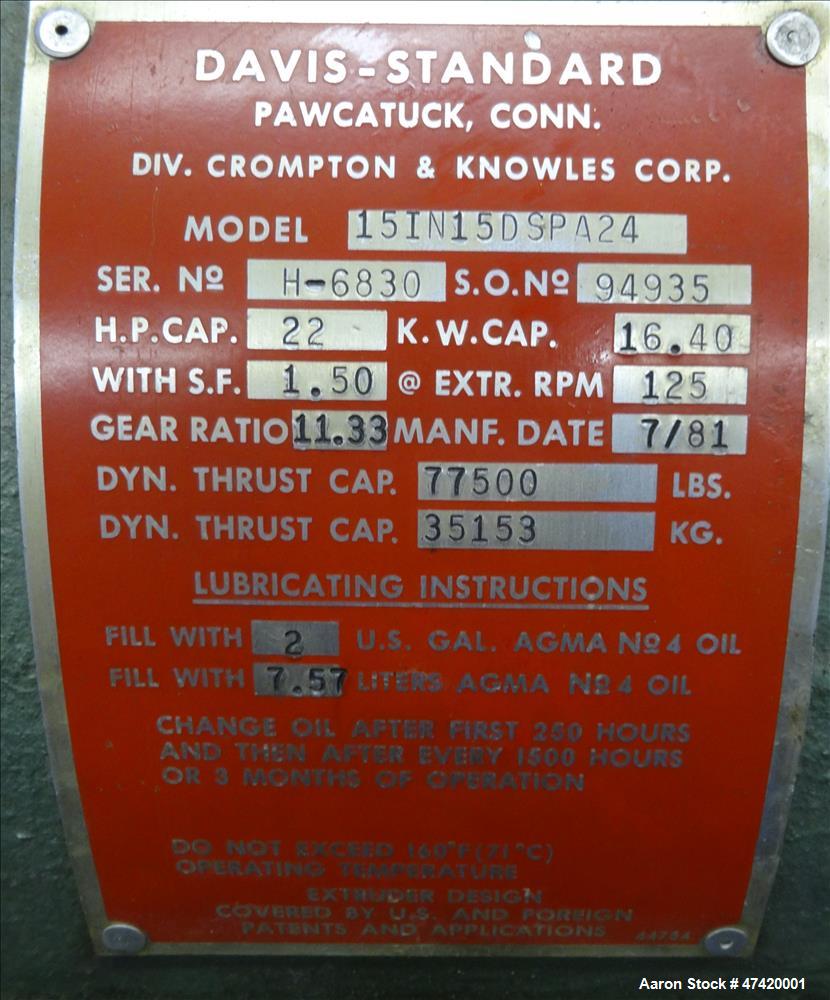 DAVIS-STANDARD
PAWCATUCK, CONN.
DIV. CROMPTON & KNOWLES CORP.
MODEL 15IN15DSPA24
SER. Nº H-6830 S.O.Nº 94935
H.P.CAP. 22 K.W.CAP. 16.40
WITH S.F. 1.50 @ EXTR. RPM 125
GEAR RATIO 11.33 MANF. DATE 7/81
DYN. THRUST CAP. 77500 LBS.
DYN. THRUST CAP. 35153 KG.
LUBRICATING INSTRUCTIONS
FILL WITH 2 U.S. GAL. AGMA Nº4 OIL
FILL WITH 7.57 LITERS AGMA Nº4 OIL
CHANGE OIL AFTER FIRST 250 HOURS
AND THEN AFTER EVERY 1500 HOURS
OR 3 MONTHS OF OPERATION
DO NOT EXCEED 160°F(71°C)
OPERATING TEMPERATURE
EXTRUDER DESIGN
COVERED BY U.S. AND FOREIGN
PATENTS AND APPLICATIONS
Aaron Stock # 47420001